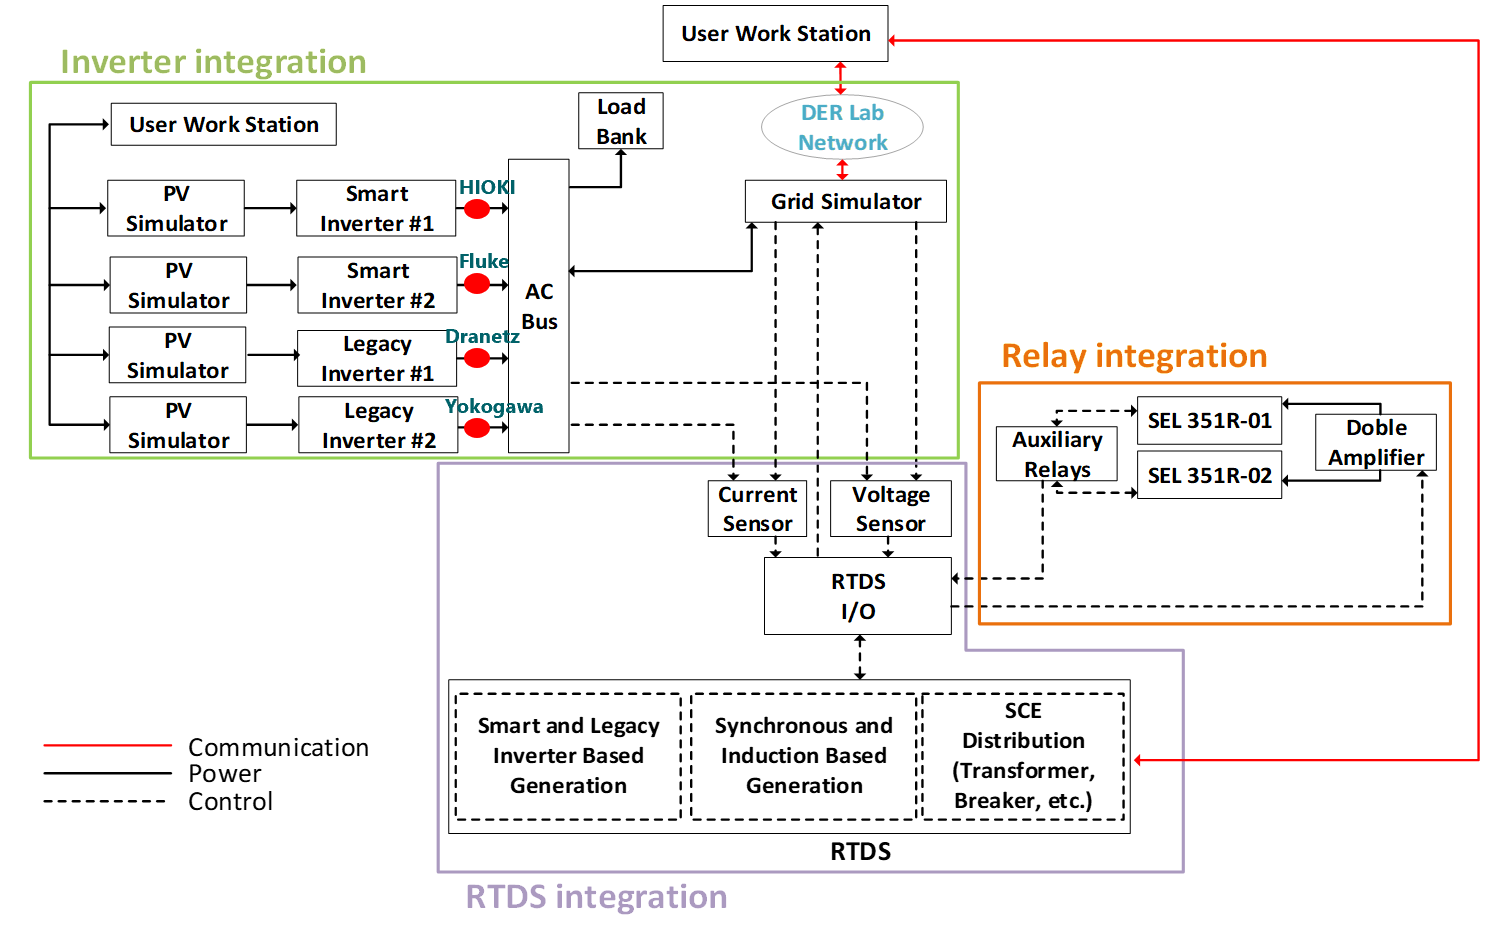 User Work Station
Inverter integration
User Work Station
Load
Bank
DER Lab
Network
PV
Simulator
Smart
Inverter #1
HIOKI
Grid Simulator
PV
Simulator
Smart
Inverter #2
Fluke
AC
Bus
PV
Simulator
Legacy
Inverter #1
Dranetz
PV
Simulator
Legacy
Inverter #2
Yokogawa
Relay integration
Auxiliary
Relays
SEL 351R-01
SEL 351R-02
Doble
Amplifier
Current
Sensor
Voltage
Sensor
RTDS
I/O
Smart and Legacy
Inverter Based
Generation
Synchronous and
Induction Based
Generation
SCE
Distribution
(Transformer,
Breaker, etc.)
RTDS
RTDS integration
Communication
Power
Control